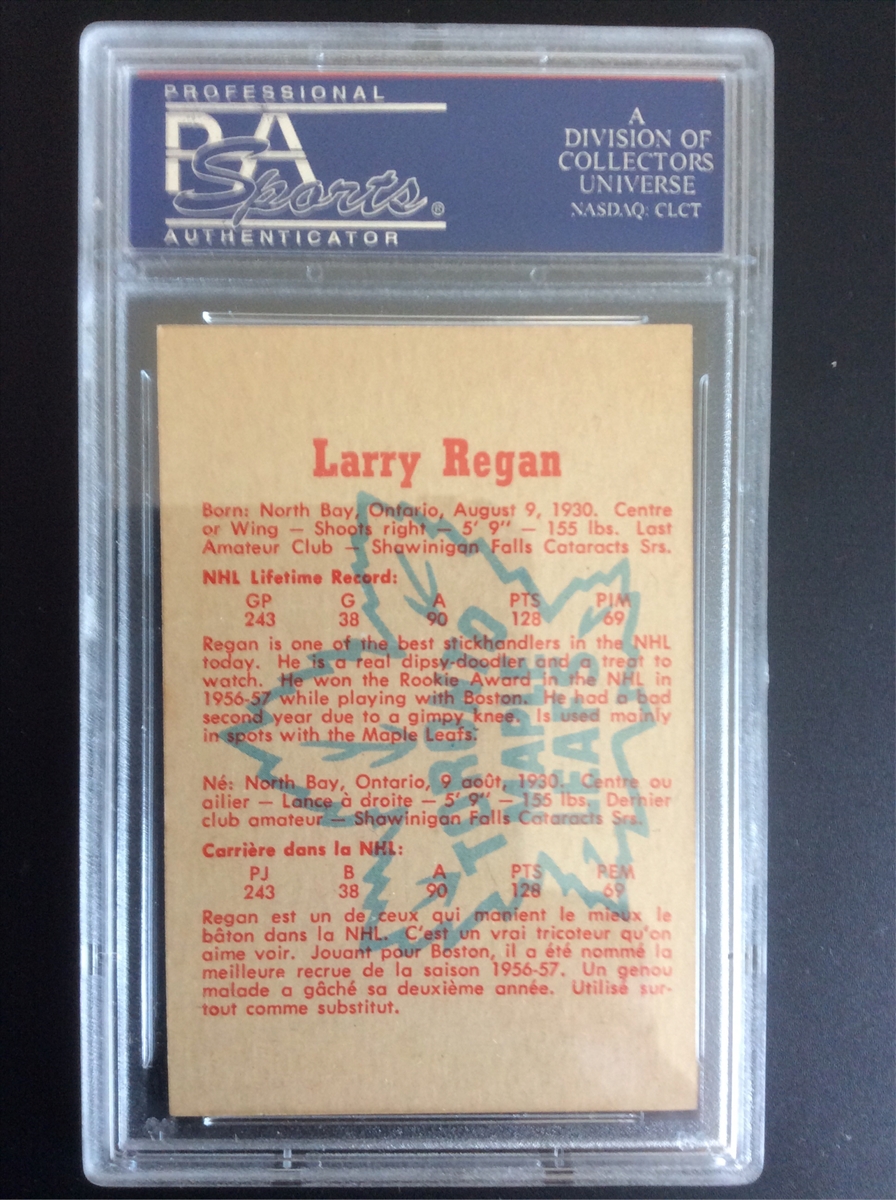 PROFESSIONAL
PSA
Sports®
AUTHENTICATOR
A
DIVISION OF
COLLECTORS
UNIVERSE
NASDAQ: CLCT
Larry Regan
Born: North Bay, Ontario, August 9, 1930. Centre
or Wing — Shoots right — 5' 9" — 155 lbs. Last
Amateur Club — Shawinigan Falls Cataracts Srs.
NHL Lifetime Record:
GP G A PTS PIM
243 38 90 128 69
Regan is one of the best stickhandlers in the NHL
today. He is a real dipsy-doodler and a treat to
watch. He won the Rookie Award in the NHL in
1956-57 while playing with Boston. He had a bad
second year due to a gimpy knee. Is used mainly
in spots with the Maple Leafs.
Né: North Bay, Ontario, 9 août, 1930. Centre ou
ailier — Lance à droite — 5' 9" — 155 lbs. Dernier
club amateur — Shawinigan Falls Cataracts Srs.
Carrière dans la NHL:
PJ B A PTS REM
243 38 90 128 69
Regan est un de ceux qui manient le mieux le
bâton dans la NHL. C'est un vrai tricoteur qu'on
aime voir. Jouant pour Boston, il a été nommé la
meilleure recrue de la saison 1956-57. Un genou
malade a gâché sa deuxième année. Utilisé sur-
tout comme substitut.
TORONTO
MAPLE
LEAFS